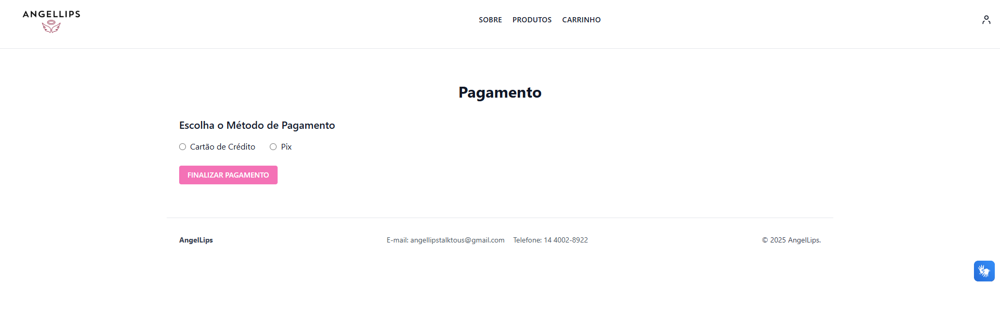 ANGELLIPS
SOBRE PRODUTOS CARRINHO
Pagamento
Escolha o Método de Pagamento
Cartão de Crédito Pix
FINALIZAR PAGAMENTO
AngelLips E-mail: angellipstalktous@gmail.com Telefone: 14 4002-8922 © 2025 AngelLips.